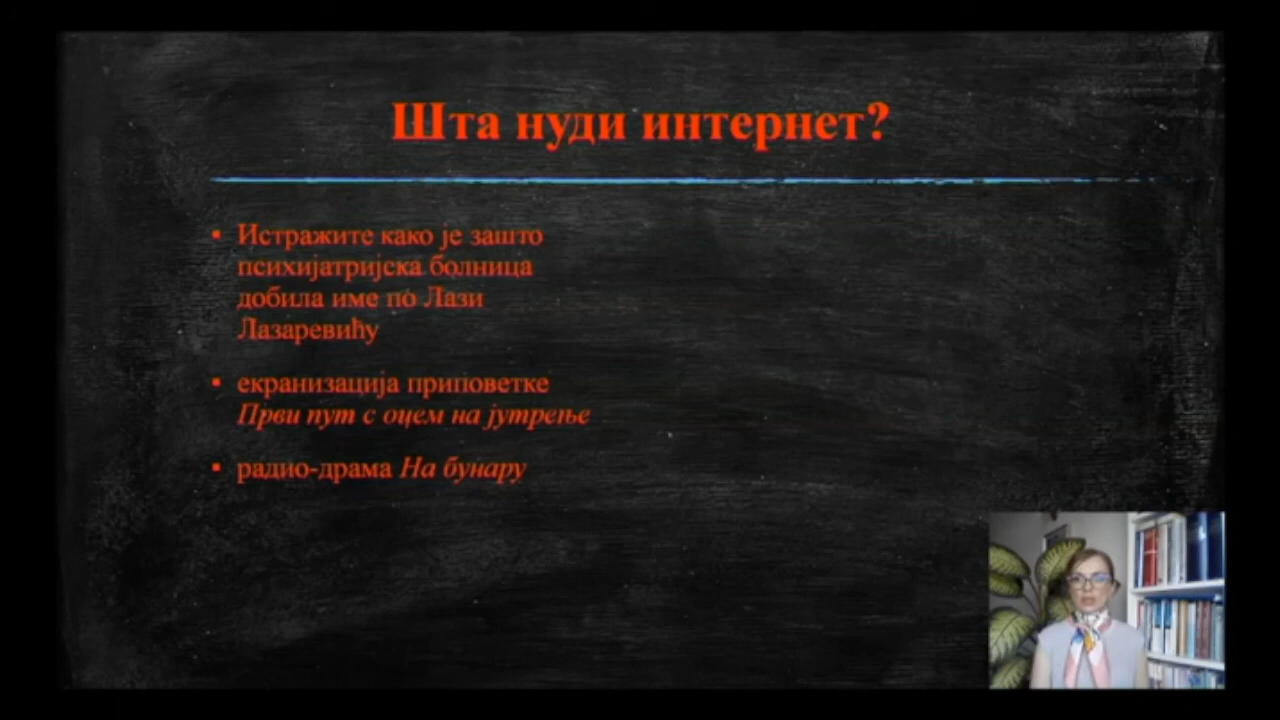 Шта нуди интернет?
Истражите како је зашто
психијатријска болница
добила име по Лази
Лазаревићу
екранизација приповетке
Први пут с оцем на јутрење
радио-драма На бунару